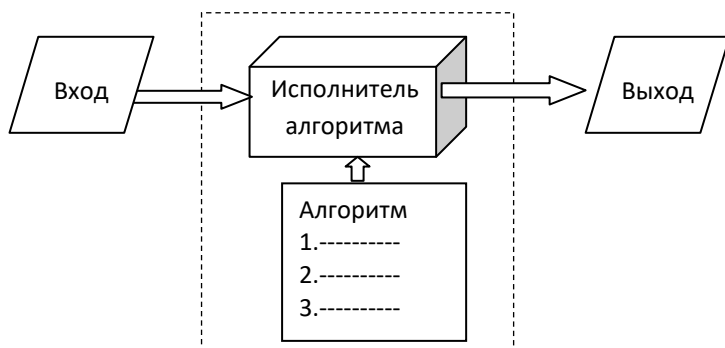 Вход
Исполнитель
алгоритма
Выход
Алгоритм
1.----------
2.----------
3.----------